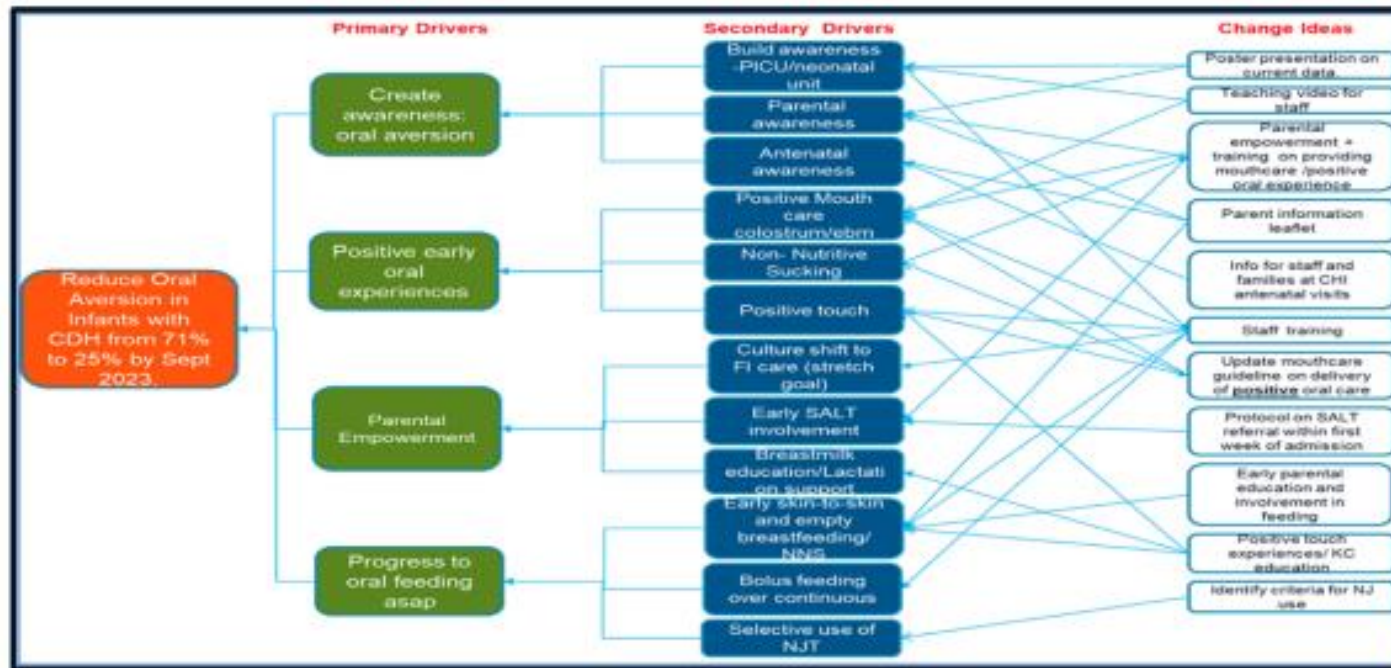 Primary Drivers
Secondary Drivers
Change Ideas
Reduce Oral
Aversion in
Infants with
CDH from 71%
to 25% by Sept
2023.
Create
awareness:
oral aversion
Positive early
oral
experiences
Parental
Empowerment
Progress to
oral feeding
asap
Build awareness
-PICU/neonatal
unit
Parental
awareness
Antenatal
awareness
Positive Mouth
care
colostrum/ebm
Non- Nutritive
Sucking
Positive touch
Culture shift to
FI care (stretch
goal)
Early SALT
involvement
Breastmilk
education/Lactati
on support
Early skin-to-skin
and empty
breastfeeding/
NNS
Bolus feeding
over continuous
Selective use of
NJT
Poster presentation on
current data.
Teaching video for
staff
Parental
empowerment +
training on providing
mouthcare /positive
oral experience
Parent information
leaflet
Info for staff and
families at CHI
antenatal visits
Staff training
Update mouthcare
guideline on delivery
of positive oral care
Protocol on SALT
referral within first
week of admission
Early parental
education and
involvement in
feeding
Positive touch
experiences/ KC
education
Identify criteria for NJ
use